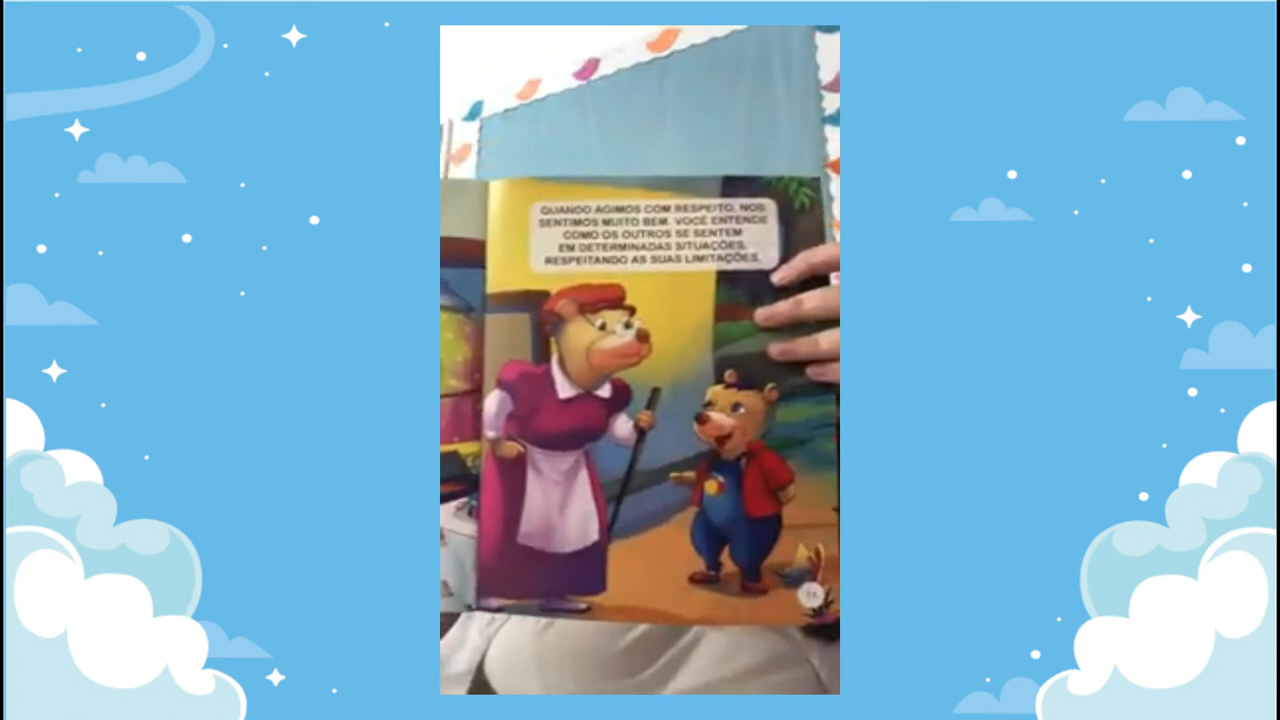 QUANDO AGIMOS COM RESPEITO, NOS
SENTIMOS MUITO BEM. VOCÊ ENTENDE
COMO OS OUTROS SE SENTEM
EM DETERMINADAS SITUAÇÕES,
RESPEITANDO AS SUAS LIMITAÇÕES.